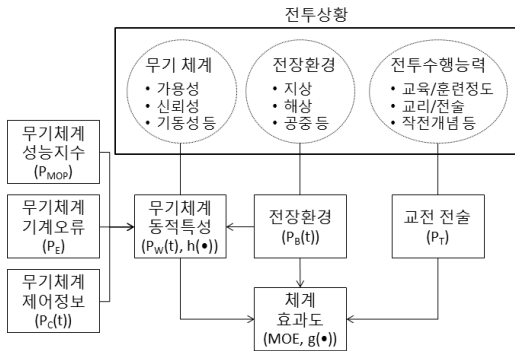 전투상황
무기 체계
• 가용성
• 신뢰성
• 기동성 등
전장환경
• 지상
• 해상
• 공중 등
전투수행능력
• 교육/훈련정도
• 교리/전술
• 작전개념 등
무기체계
성능지수
(P_MOP)
무기체계
기계오류
(P_E)
무기체계
제어정보
(P_C(t))
무기체계
동적특성
(P_W(t), h(•))
전장환경
(P_B(t))
교전 전술
(P_T)
체계
효과도
(MOE, g(•))